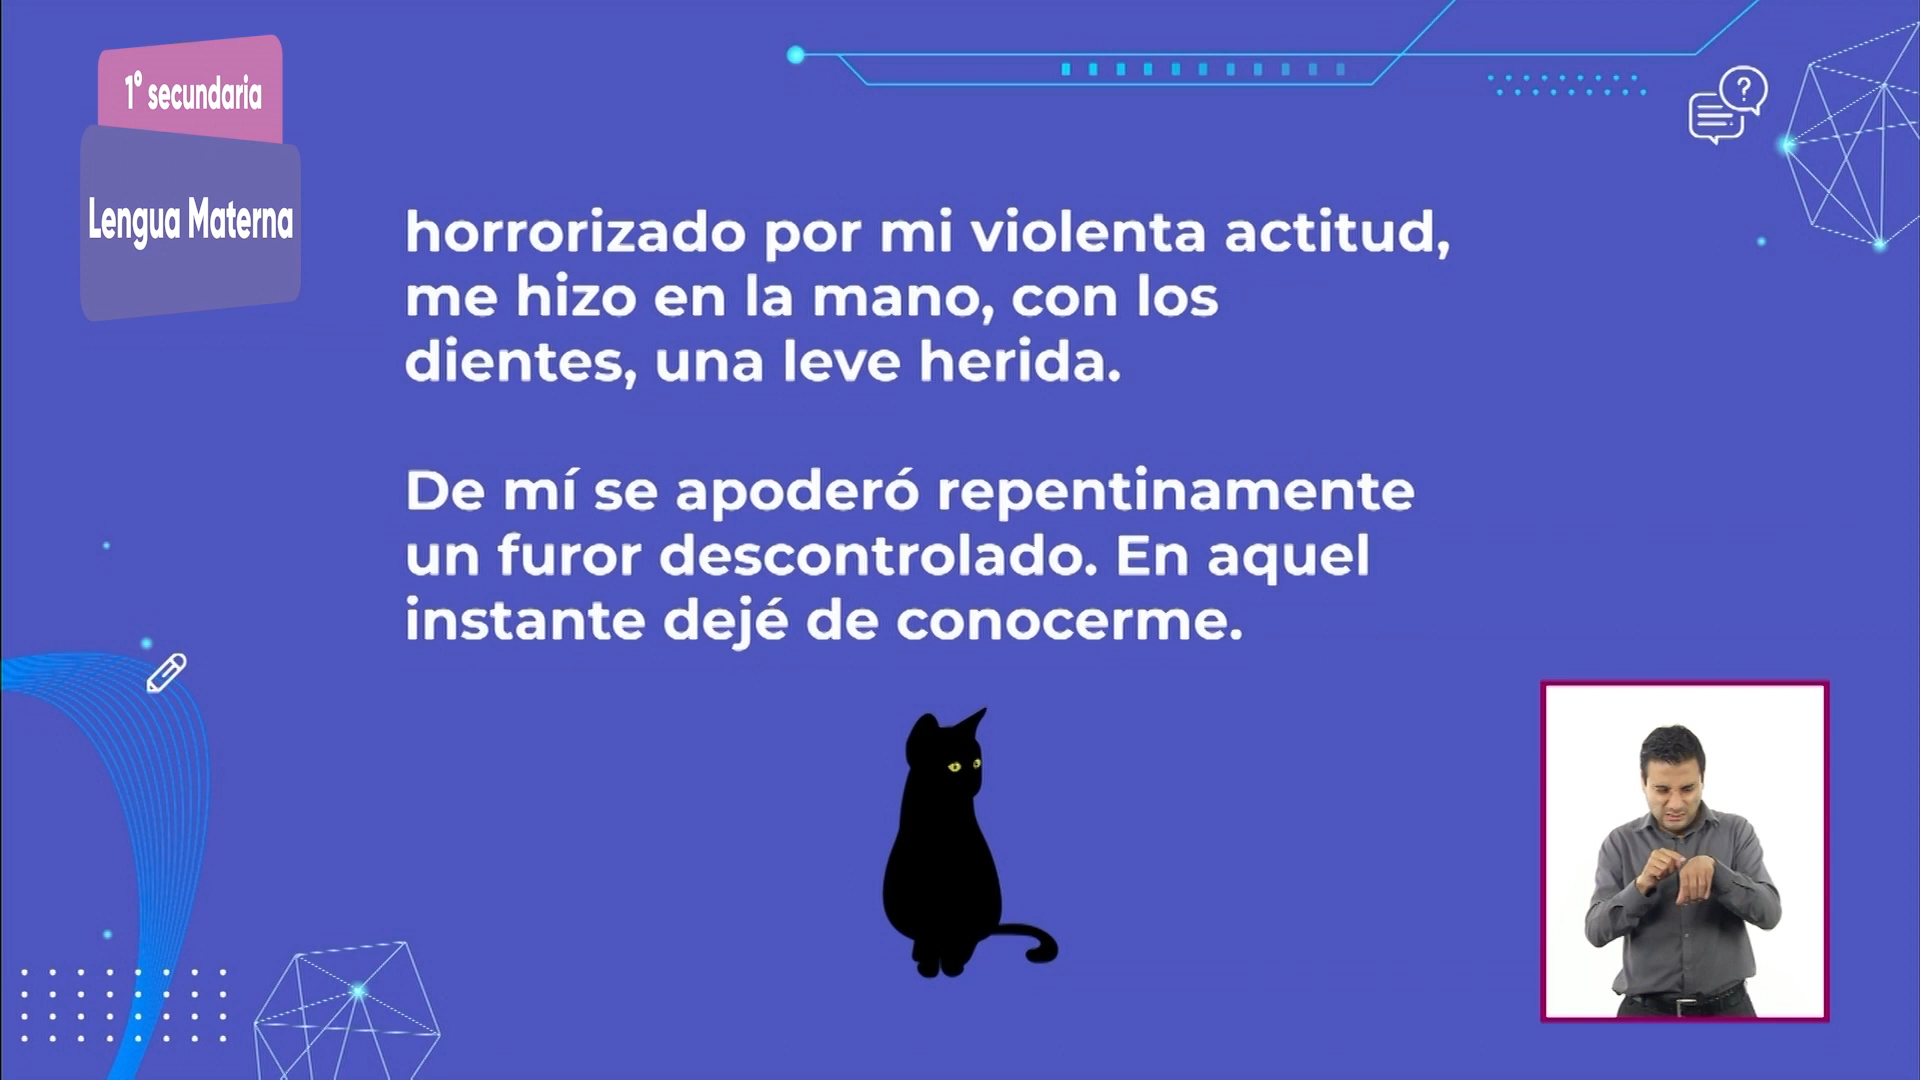 1° secundaria
Lengua Materna
horrorizado por mi violenta actitud,
me hizo en la mano, con los
dientes, una leve herida.
De mí se apoderó repentinamente
un furor descontrolado. En aquel
instante dejé de conocerme.
?